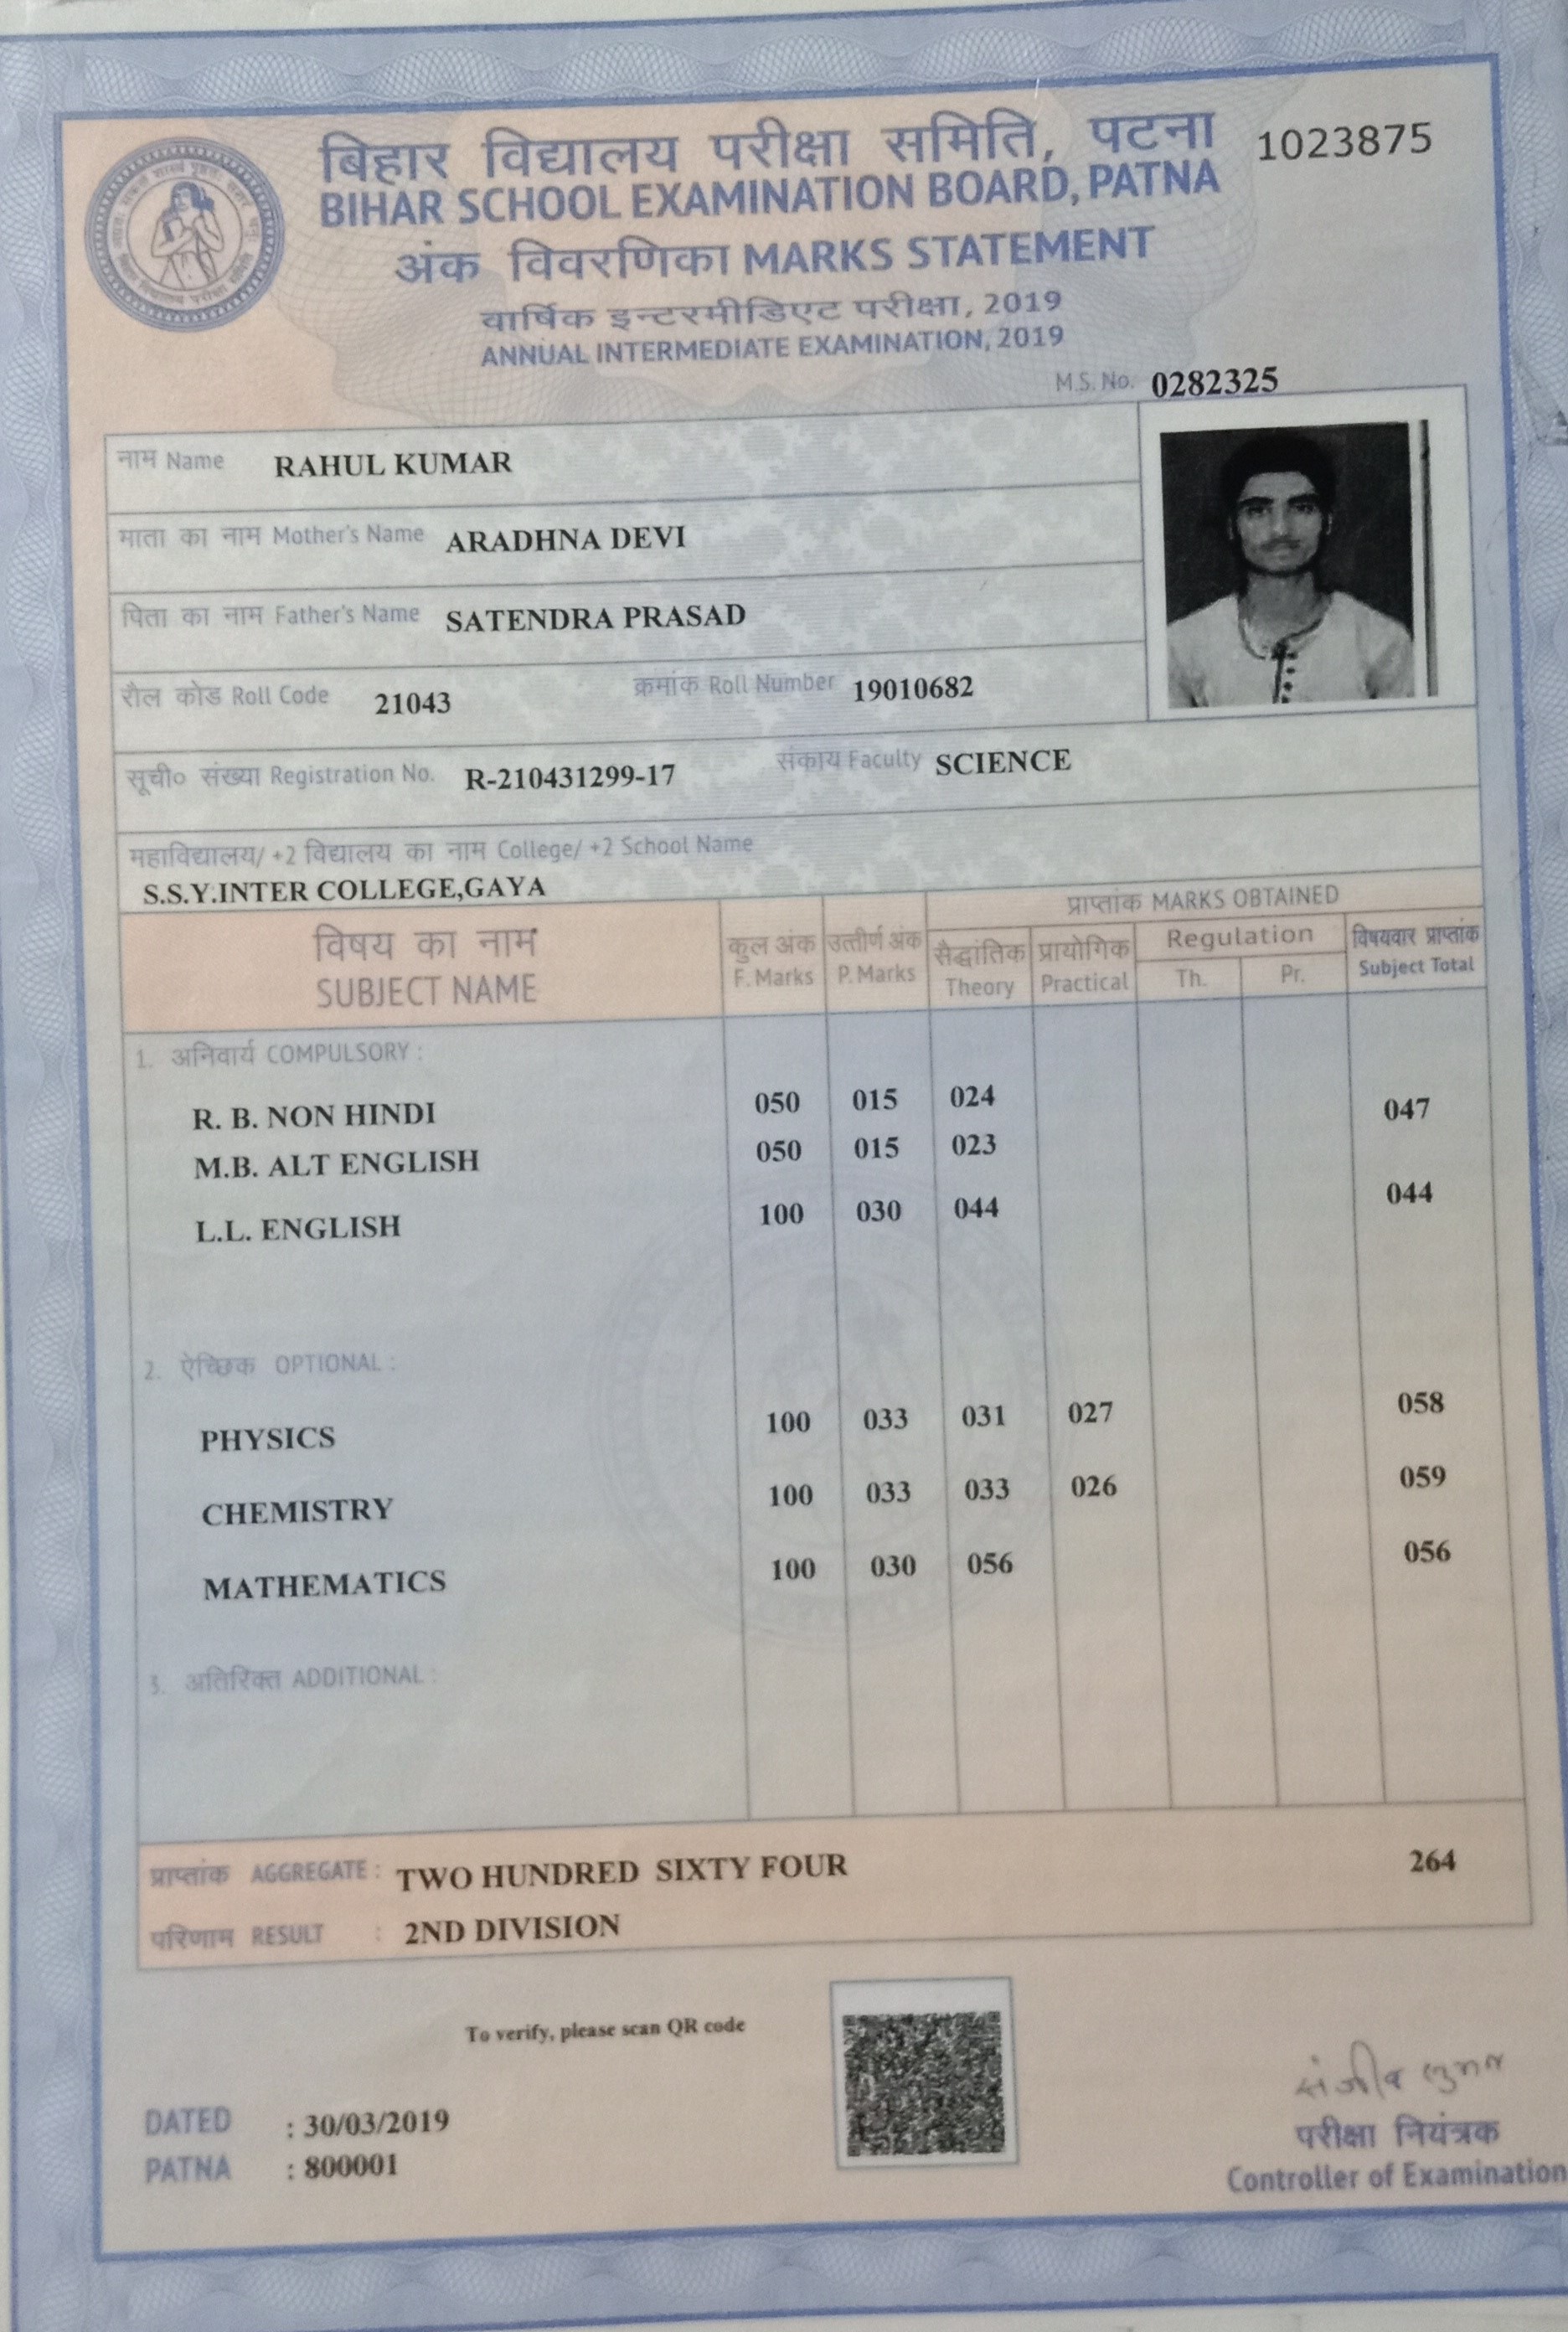 बिहार विद्यालय परीक्षा समिति, पटना 1023875
BIHAR SCHOOL EXAMINATION BOARD, PATNA
अंक विवरणिका MARKS STATEMENT
वार्षिक इन्टरमीडिएट परीक्षा, 2019
ANNUAL INTERMEDIATE EXAMINATION, 2019
M.S. No. 0282325
नाम Name RAHUL KUMAR
माता का नाम Mother's Name ARADHNA DEVI
पिता का नाम Father's Name SATENDRA PRASAD
रौल कोड Roll Code 21043 क्रमांक Roll Number 19010682
सूची० संख्या Registration No. R-210431299-17 संकाय Faculty SCIENCE
महाविद्यालय/ +2 विद्यालय का नाम College/ +2 School Name
S.S.Y.INTER COLLEGE,GAYA
प्राप्तांक MARKS OBTAINED
विषय का नाम कुल अंक उत्तीर्ण अंक सैद्धांतिक प्रायोगिक Regulation विषयवार प्राप्तांक
SUBJECT NAME F. Marks P. Marks Theory Practical Th. Pr. Subject Total
1. अनिवार्य COMPULSORY :
R. B. NON HINDI 050 015 024 047
M.B. ALT ENGLISH 050 015 023
L.L. ENGLISH 100 030 044 044
2. ऐच्छिक OPTIONAL :
PHYSICS 100 033 031 027 058
CHEMISTRY 100 033 033 026 059
MATHEMATICS 100 030 056 056
3. अतिरिक्त ADDITIONAL :
प्राप्तांक AGGREGATE : TWO HUNDRED SIXTY FOUR 264
परिणाम RESULT : 2ND DIVISION
To verify, please scan QR code
संजीव कुमार
DATED : 30/03/2019
परीक्षा नियंत्रक
PATNA : 800001
Controller of Examination